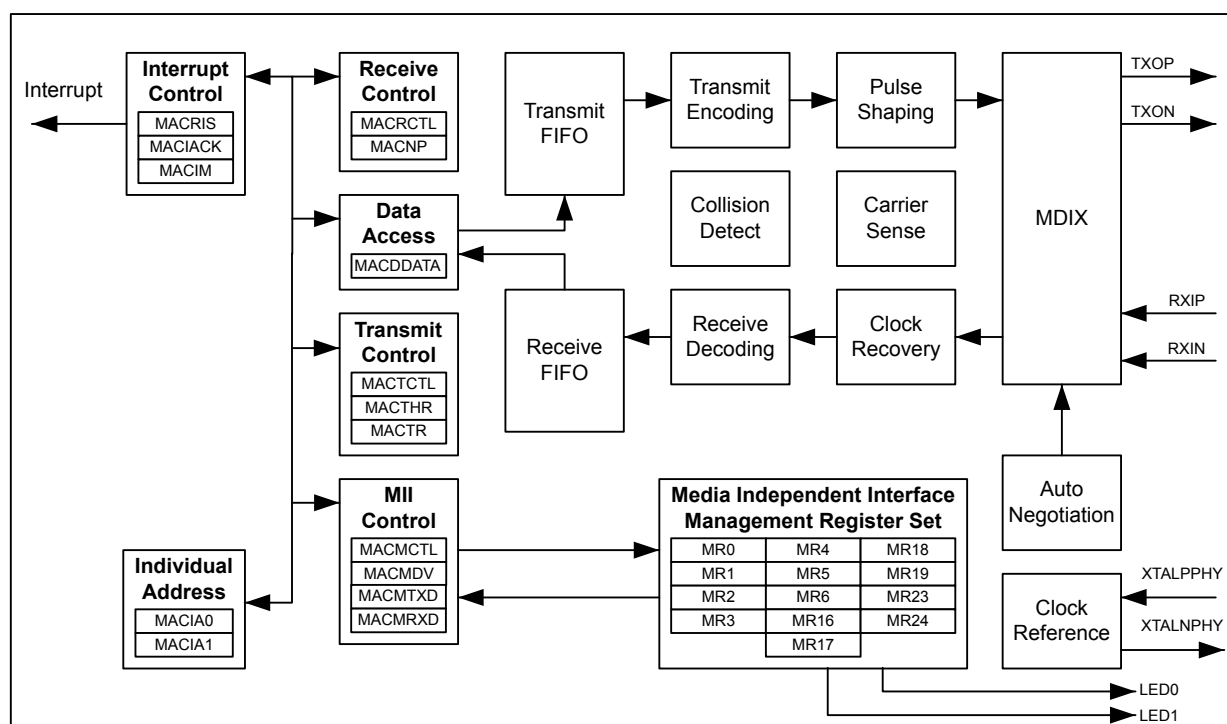 Interrupt
Interrupt
Control
MACRIS
MACIACK
MACIM
Receive
Control
MACRCTL
MACNP
Data
Access
MACDDATA
Transmit
Control
MACTCTL
MACTHR
MACTR
MII
Control
MACMCTL
MACMDV
MACMTXD
MACMRXD
Individual
Address
MACIA0
MACIA1
Transmit
FIFO
Receive
FIFO
Transmit
Encoding
Pulse
Shaping
Collision
Detect
Carrier
Sense
Receive
Decoding
Clock
Recovery
MDIX
TXOP
TXON
RXIP
RXIN
Auto
Negotiation
Media Independent Interface
Management Register Set
MR0 MR4 MR18
MR1 MR5 MR19
MR2 MR6 MR23
MR3 MR16 MR24
MR17
Clock
Reference
XTALPPHY
XTALNPHY
LED0
LED1